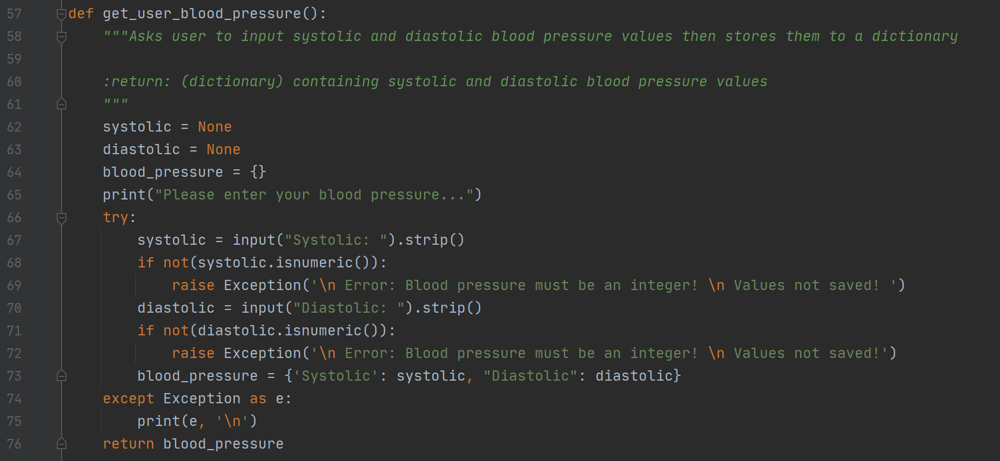 57 def get_user_blood_pressure():
58     """Asks user to input systolic and diastolic blood pressure values then stores them to a dictionary
59
60     :return: (dictionary) containing systolic and diastolic blood pressure values
61     """
62     systolic = None
63     diastolic = None
64     blood_pressure = {}
65     print("Please enter your blood pressure...")
66     try:
67         systolic = input("Systolic: ").strip()
68         if not(systolic.isnumeric()):
69             raise Exception('\n Error: Blood pressure must be an integer! \n Values not saved! ')
70         diastolic = input("Diastolic: ").strip()
71         if not(diastolic.isnumeric()):
72             raise Exception('\n Error: Blood pressure must be an integer! \n Values not saved!')
73         blood_pressure = {'Systolic': systolic, "Diastolic": diastolic}
74     except Exception as e:
75         print(e, '\n')
76     return blood_pressure